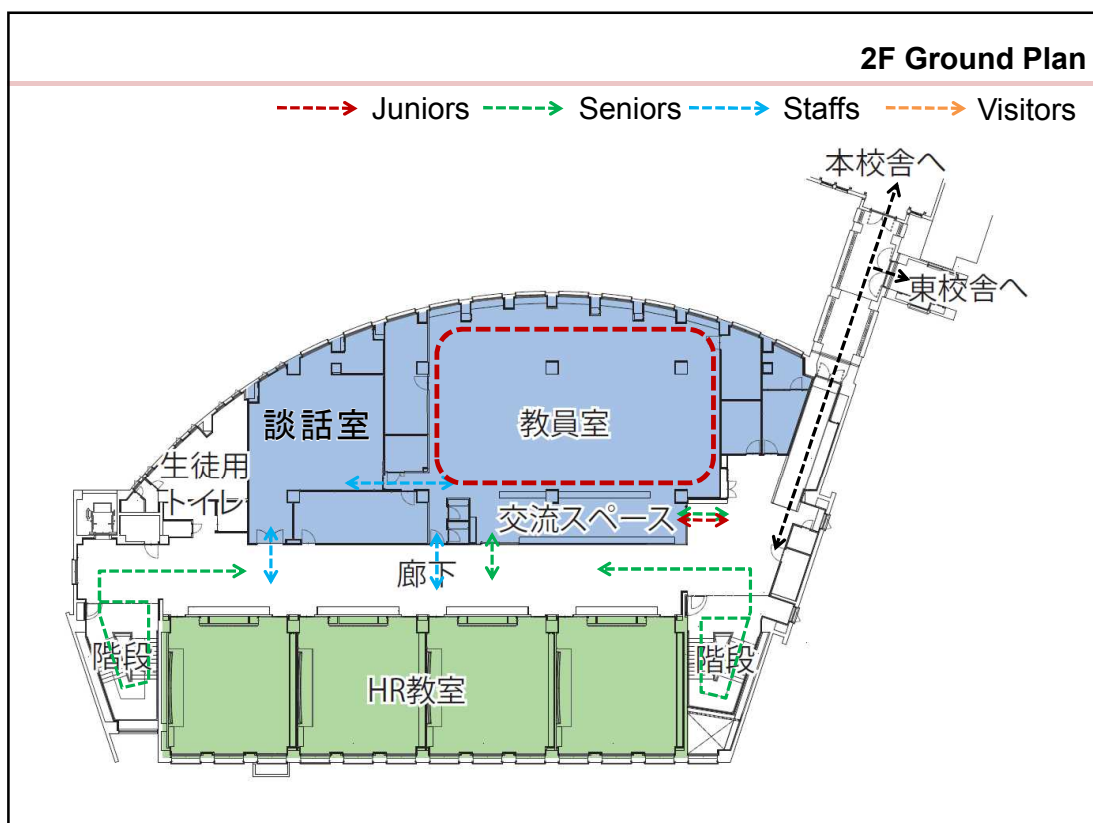 2F Ground Plan
Juniors Seniors Staffs Visitors
本校舎へ
東校舎へ
談話室
教員室
生徒用
トイレ
交流スペース
廊下
階段
階段
HR教室